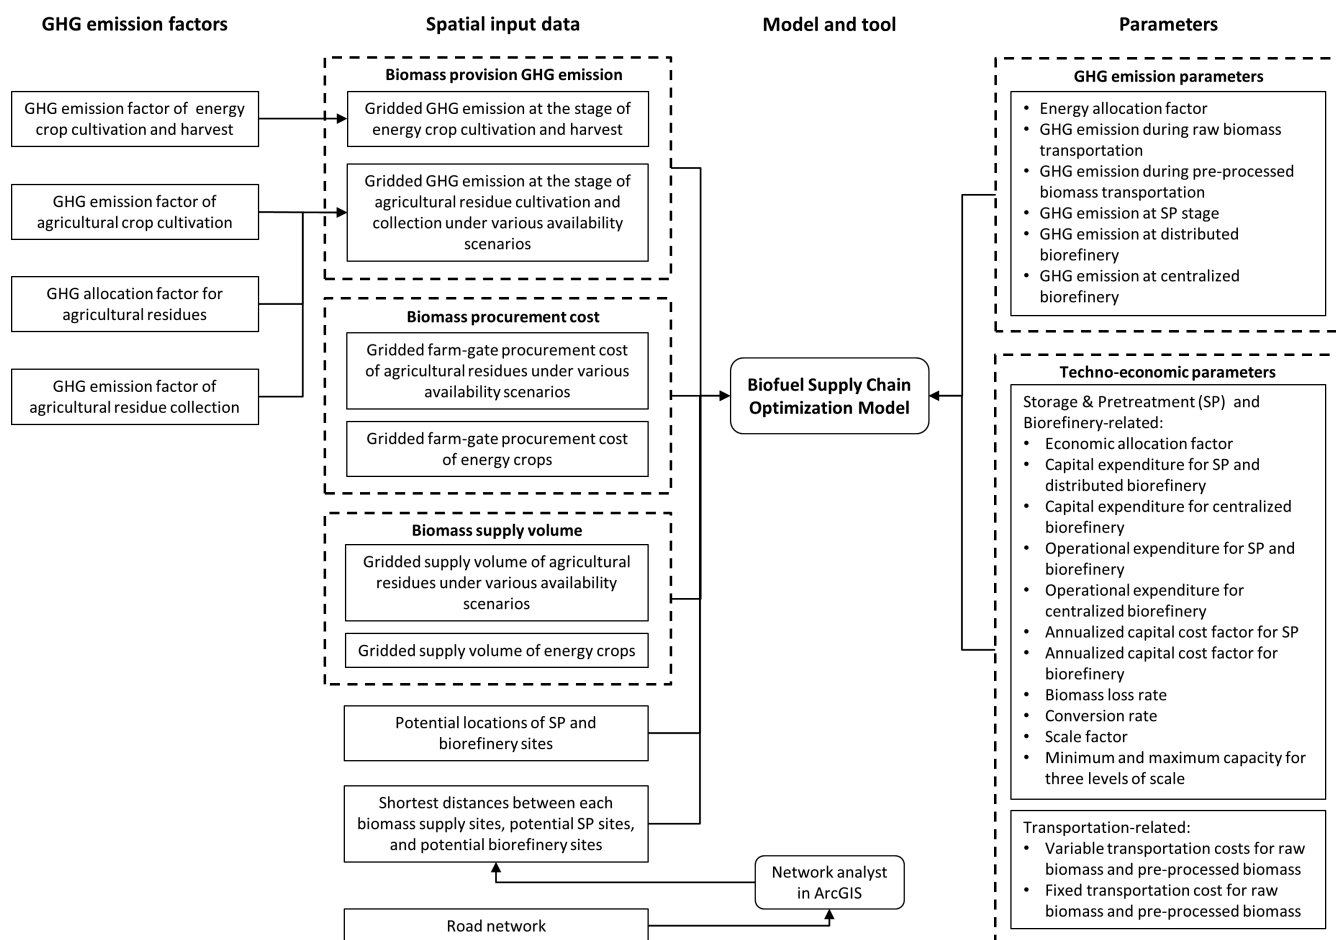 GHG emission factors
Spatial input data
Model and tool
Parameters
GHG emission factor of energy
crop cultivation and harvest
GHG emission factor of
agricultural crop cultivation
GHG allocation factor for
agricultural residues
GHG emission factor of
agricultural residue collection
Biomass provision GHG emission
Gridded GHG emission at the stage of
energy crop cultivation and harvest
Gridded GHG emission at the stage of
agricultural residue cultivation and
collection under various availability
scenarios
Biomass procurement cost
Gridded farm-gate procurement cost
of agricultural residues under various
availability scenarios
Gridded farm-gate procurement cost
of energy crops
Biomass supply volume
Gridded supply volume of agricultural
residues under various availability
scenarios
Gridded supply volume of energy crops
Potential locations of SP and
biorefinery sites
Shortest distances between each
biomass supply sites, potential SP sites,
and potential biorefinery sites
Road network
Biofuel Supply Chain
Optimization Model
Network analyst
in ArcGIS
GHG emission parameters
• Energy allocation factor
• GHG emission during raw biomass
transportation
• GHG emission during pre-processed
biomass transportation
• GHG emission at SP stage
• GHG emission at distributed
biorefinery
• GHG emission at centralized
biorefinery
Techno-economic parameters
Storage & Pretreatment (SP) and
Biorefinery-related:
• Economic allocation factor
• Capital expenditure for SP and
distributed biorefinery
• Capital expenditure for centralized
biorefinery
• Operational expenditure for SP and
biorefinery
• Operational expenditure for
centralized biorefinery
• Annualized capital cost factor for SP
• Annualized capital cost factor for
biorefinery
• Biomass loss rate
• Conversion rate
• Scale factor
• Minimum and maximum capacity for
three levels of scale
Transportation-related:
• Variable transportation costs for raw
biomass and pre-processed biomass
• Fixed transportation cost for raw
biomass and pre-processed biomass